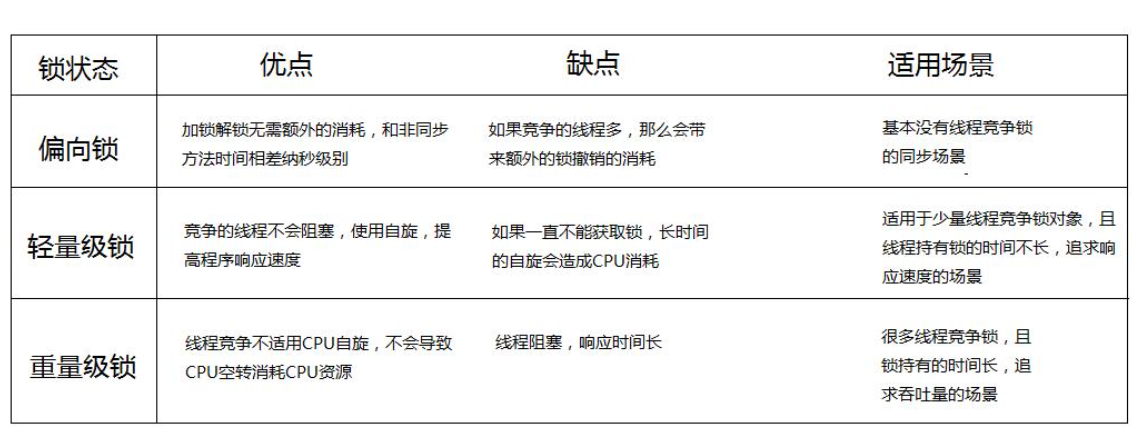 锁状态 优点 缺点 适用场景
偏向锁
加锁解锁无需额外的消耗，和非同步
方法时间相差纳秒级别
如果竞争的线程多，那么会带
来额外的锁撤销的消耗
基本没有线程竞争锁
的同步场景
轻量级锁
竞争的线程不会阻塞，使用自旋，提
高程序响应速度
如果一直不能获取锁，长时间
的自旋会造成CPU消耗
适用于少量线程竞争锁对象，且
线程持有锁的时间不长，追求响
应速度的场景
重量级锁
线程竞争不适用CPU自旋，不会导致
CPU空转消耗CPU资源
线程阻塞，响应时间长
很多线程竞争锁，且
锁持有的时间长，追
求吞吐量的场景